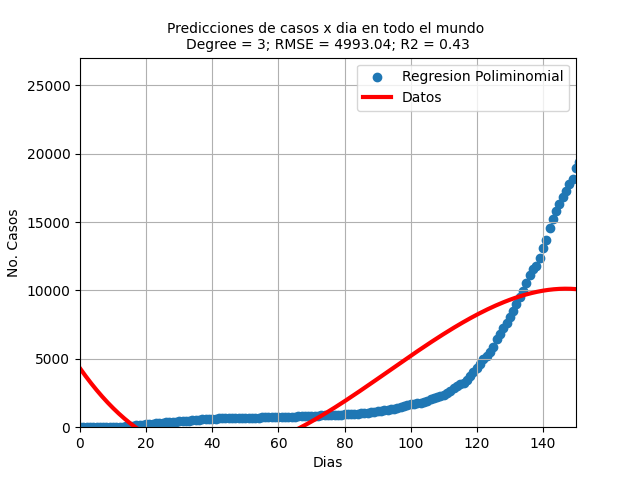 Predicciones de casos x dia en todo el mundo
Degree = 3; RMSE = 4993.04; R2 = 0.43
Regresion Poliminomial
Datos
25000
20000
15000
10000
5000
0
No. Casos
0 20 40 60 80 100 120 140
Dias